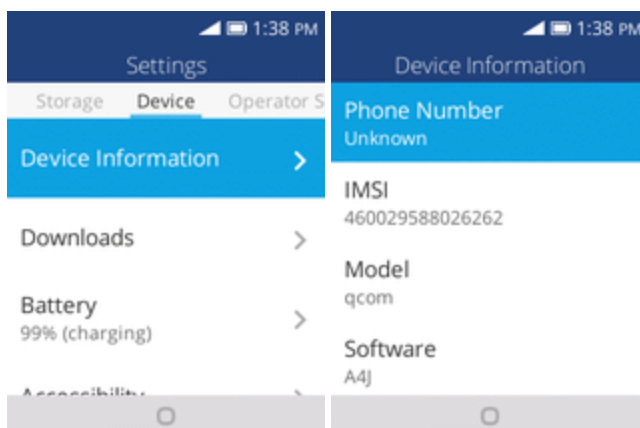 1:38 PM
Settings
Storage Device Operator S
Device Information
Downloads
Battery
99% (charging)
Accessibility
1:38 PM
Device Information
Phone Number
Unknown
IMSI
460029588026262
Model
qcom
Software
A4J